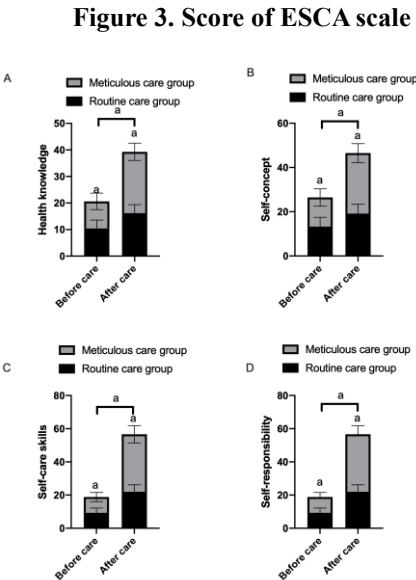 Figure 3. Score of ESCA scale
A
Meticulous care group
Routine care group
a
a
a
Health knowledge
50
40
30
20
10
0
Before care
After care
B
Meticulous care group
Routine care group
a
a
a
Self-concept
60
40
20
0
Before care
After care
C
Meticulous care group
Routine care group
a
a
a
Self-care skills
80
60
40
20
0
Before care
After care
D
Meticulous care group
Routine care group
a
a
a
Self-responsibility
80
60
40
20
0
Before care
After care